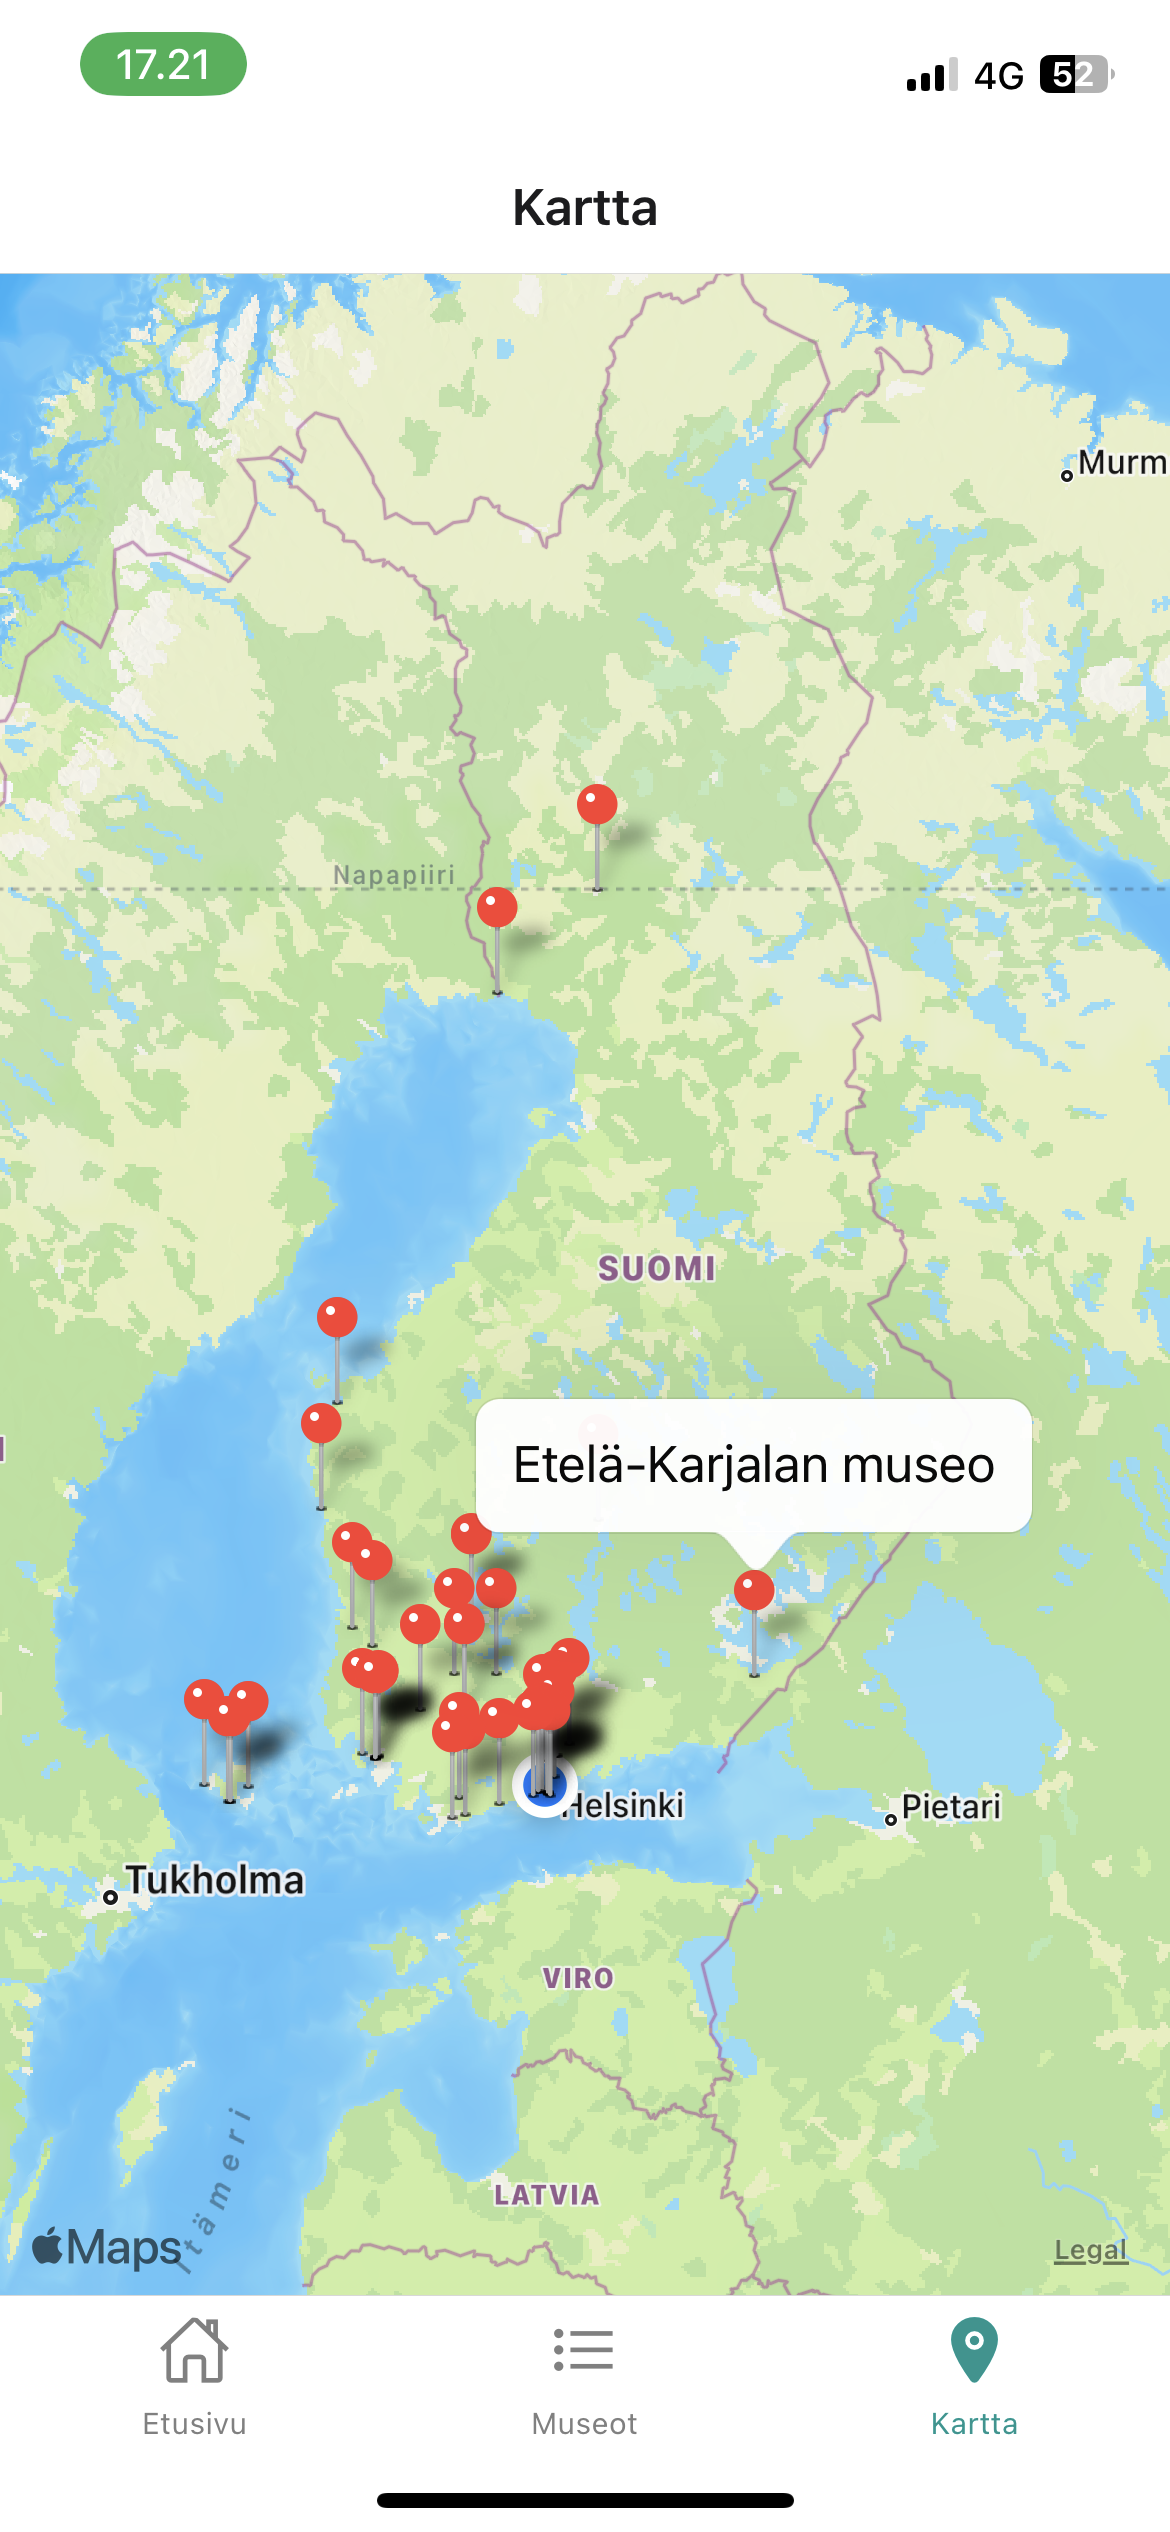 17.21
4G
52
Kartta
Murm
Napapiiri
SUOMI
Etelä-Karjalan museo
Helsinki
Pietari
Tukholma
VIRO
Itämeri
LATVIA
Maps
Legal
Etusivu
Museot
Kartta